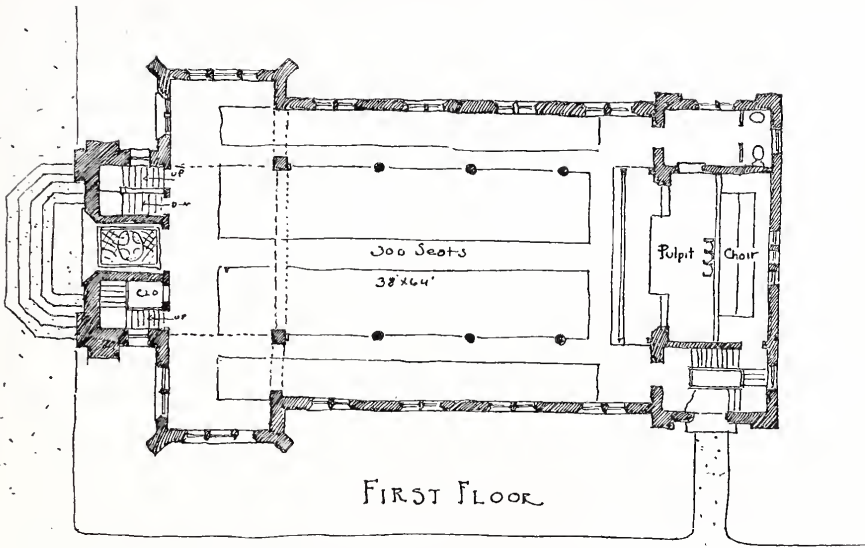 UP
DN
300 Seats
38'x64'
Pulpit
Choir
CLO
UP
FIRST FLOOR